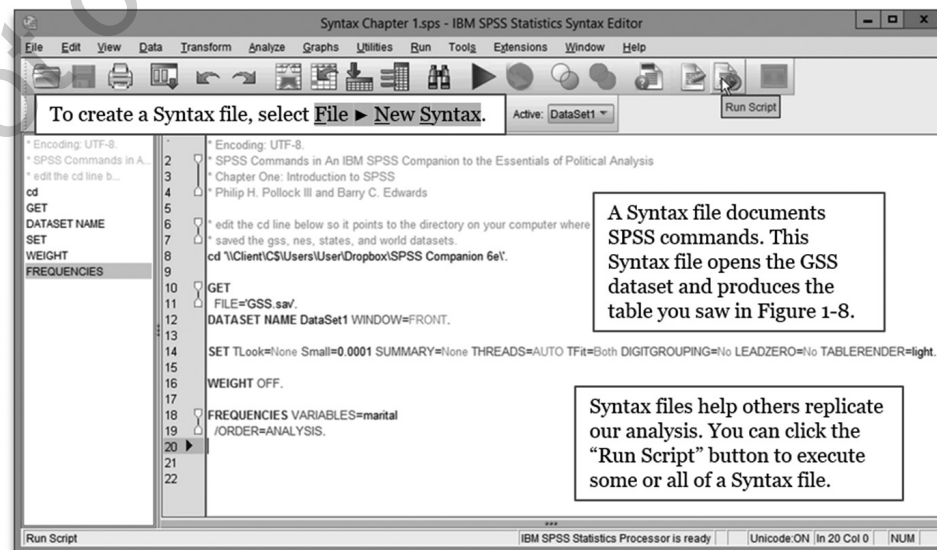 Syntax Chapter 1.sps - IBM SPSS Statistics Syntax Editor
File Edit View Data Transform Analyze Graphs Utilities Run Tools Extensions Window Help
To create a Syntax file, select File ► New Syntax.
Active: DataSet1
Run Script
* Encoding: UTF-8.
* SPSS Commands in A...
* edit the cd line b...
cd
GET
DATASET NAME
SET
WEIGHT
FREQUENCIES
* Encoding: UTF-8.
2 * SPSS Commands in An IBM SPSS Companion to the Essentials of Political Analysis
3 * Chapter One: Introduction to SPSS
4 * Philip H. Pollock III and Barry C. Edwards
5
6 * edit the cd line below so it points to the directory on your computer where
7 * saved the gss, nes, states, and world datasets.
8 cd '\\Client\C$\Users\User\Dropbox\SPSS Companion 6e\'.
9
10 GET
11 FILE='GSS.sav'.
12 DATASET NAME DataSet1 WINDOW=FRONT.
13
14 SET TLook=None Small=0.0001 SUMMARY=None THREADS=AUTO TFit=Both DIGITGROUPING=No LEADZERO=No TABLERENDER=light.
15
16 WEIGHT OFF.
17
18 FREQUENCIES VARIABLES=marital
19 /ORDER=ANALYSIS.
20
21
22
A Syntax file documents
SPSS commands. This
Syntax file opens the GSS
dataset and produces the
table you saw in Figure 1-8.
Syntax files help others replicate
our analysis. You can click the
“Run Script” button to execute
some or all of a Syntax file.
Run Script
IBM SPSS Statistics Processor is ready Unicode:ON In 20 Col 0 NUM